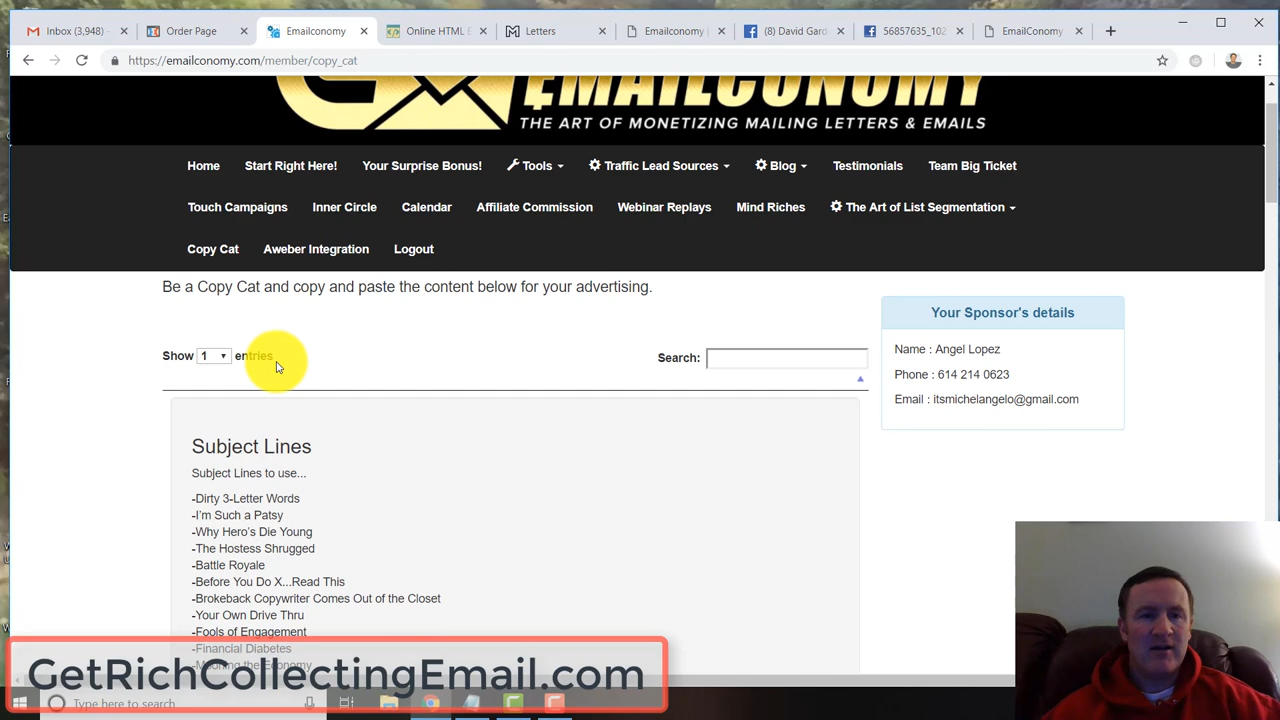 Inbox (3,948) -
Order Page
Emailconomy
Online HTML E
Letters
Emailconomy |
(8) David Gard
56857635_102
EmailConomy
https://emailconomy.com/member/copy_cat
EMAILCONOMY
THE ART OF MONETIZING MAILING LETTERS & EMAILS
Home
Start Right Here!
Your Surprise Bonus!
Tools
Traffic Lead Sources
Blog
Testimonials
Team Big Ticket
Touch Campaigns
Inner Circle
Calendar
Affiliate Commission
Webinar Replays
Mind Riches
The Art of List Segmentation
Copy Cat
Aweber Integration
Logout
Be a Copy Cat and copy and paste the content below for your advertising.
Your Sponsor's details
Name : Angel Lopez
Phone : 614 214 0623
Email : itsmichelangelo@gmail.com
Show 1 entries
Search:
Subject Lines
Subject Lines to use...
-Dirty 3-Letter Words
-I'm Such a Patsy
-Why Hero's Die Young
-The Hostess Shrugged
-Battle Royale
-Before You Do X...Read This
-Brokeback Copywriter Comes Out of the Closet
-Your Own Drive Thru
-Fools of Engagement
-Financial Diabetes
-Mooning the Economy
GetRichCollectingEmail.com
Type here to search